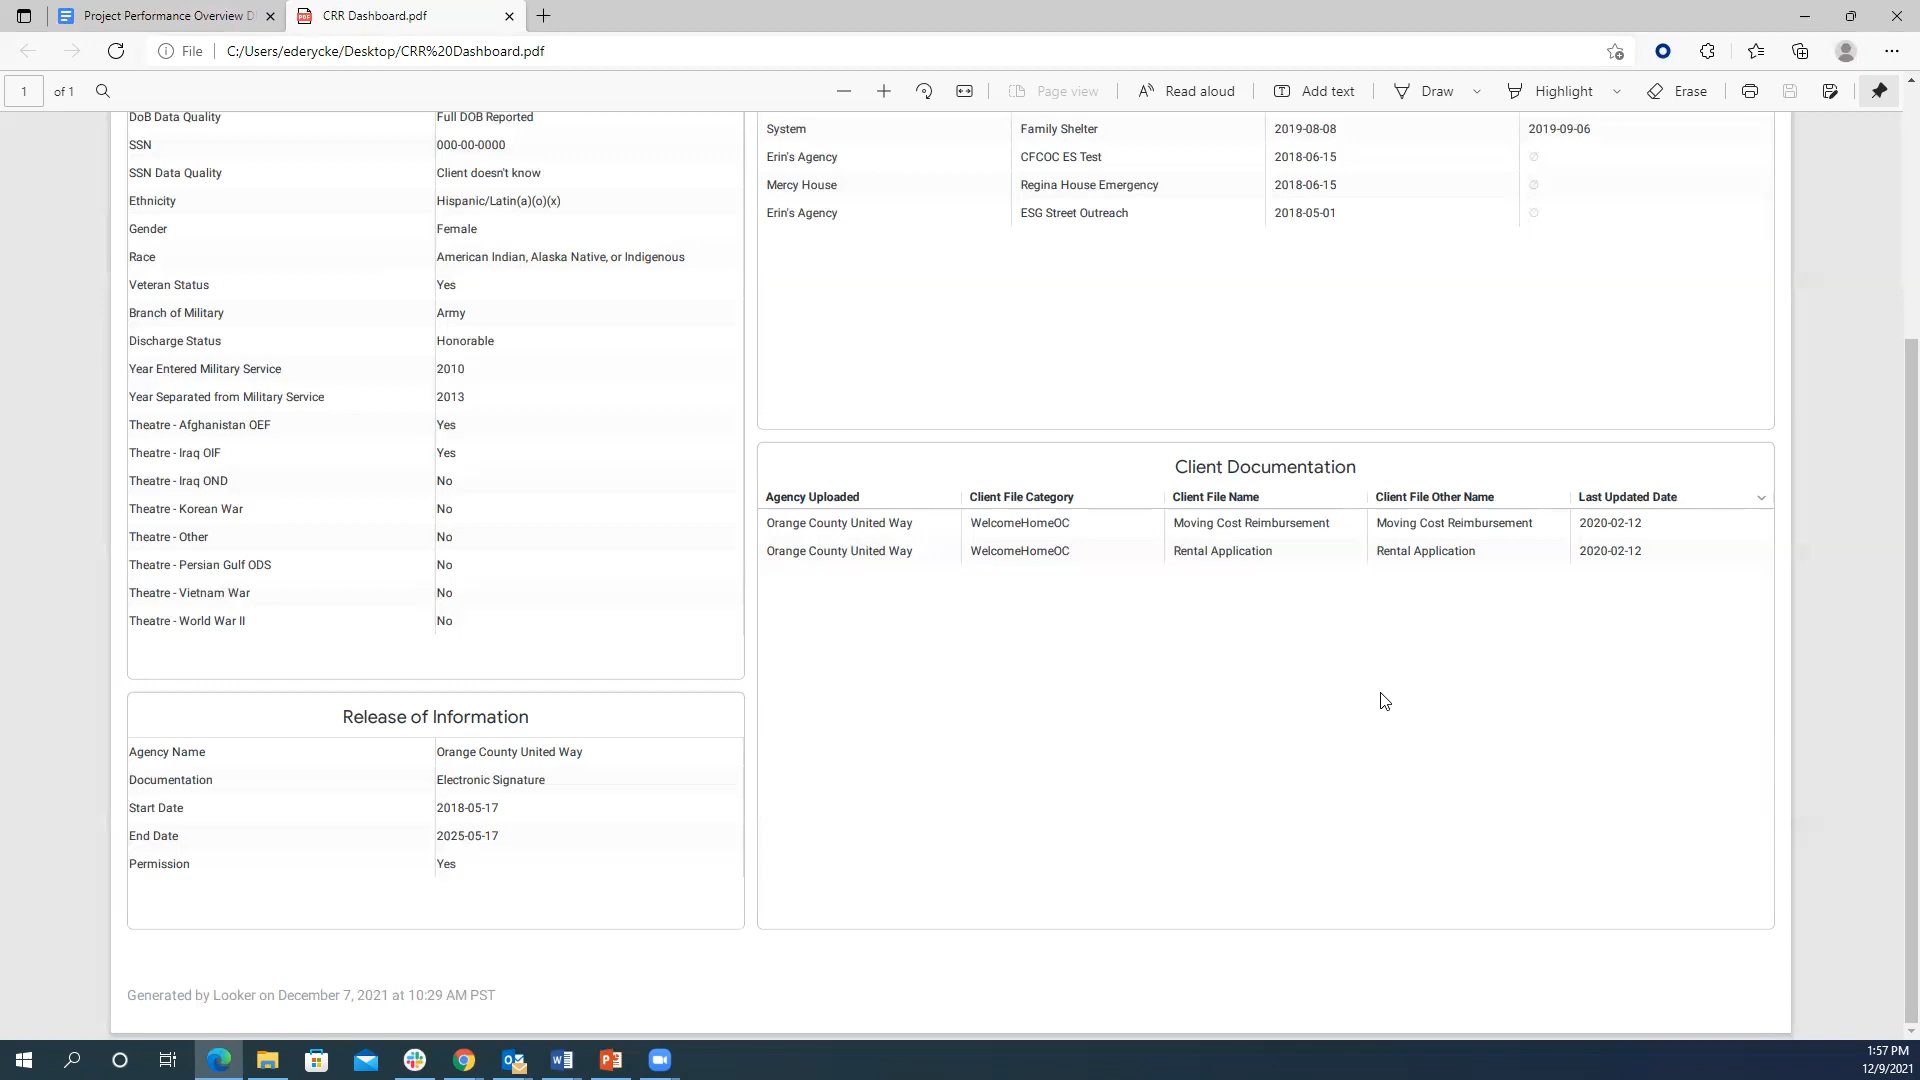 Project Performance Overview D
CRR Dashboard.pdf
File
C:/Users/ederycke/Desktop/CRR%20Dashboard.pdf
1 of 1
Page view
Read aloud
Add text
Draw
Highlight
Erase
DoB Data Quality Full DOB Reported
SSN 000-00-0000
SSN Data Quality Client doesn't know
Ethnicity Hispanic/Latin(a)(o)(x)
Gender Female
Race American Indian, Alaska Native, or Indigenous
Veteran Status Yes
Branch of Military Army
Discharge Status Honorable
Year Entered Military Service 2010
Year Separated from Military Service 2013
Theatre - Afghanistan OEF Yes
Theatre - Iraq OIF Yes
Theatre - Iraq OND No
Theatre - Korean War No
Theatre - Other No
Theatre - Persian Gulf ODS No
Theatre - Vietnam War No
Theatre - World War II No
Release of Information
Agency Name Orange County United Way
Documentation Electronic Signature
Start Date 2018-05-17
End Date 2025-05-17
Permission Yes
System Family Shelter 2019-08-08 2019-09-06
Erin's Agency CFCOC ES Test 2018-06-15 ∅
Mercy House Regina House Emergency 2018-06-15 ∅
Erin's Agency ESG Street Outreach 2018-05-01 ∅
Client Documentation
Agency Uploaded Client File Category Client File Name Client File Other Name Last Updated Date
Orange County United Way WelcomeHomeOC Moving Cost Reimbursement Moving Cost Reimbursement 2020-02-12
Orange County United Way WelcomeHomeOC Rental Application Rental Application 2020-02-12
Generated by Looker on December 7, 2021 at 10:29 AM PST
1:57 PM
12/9/2021